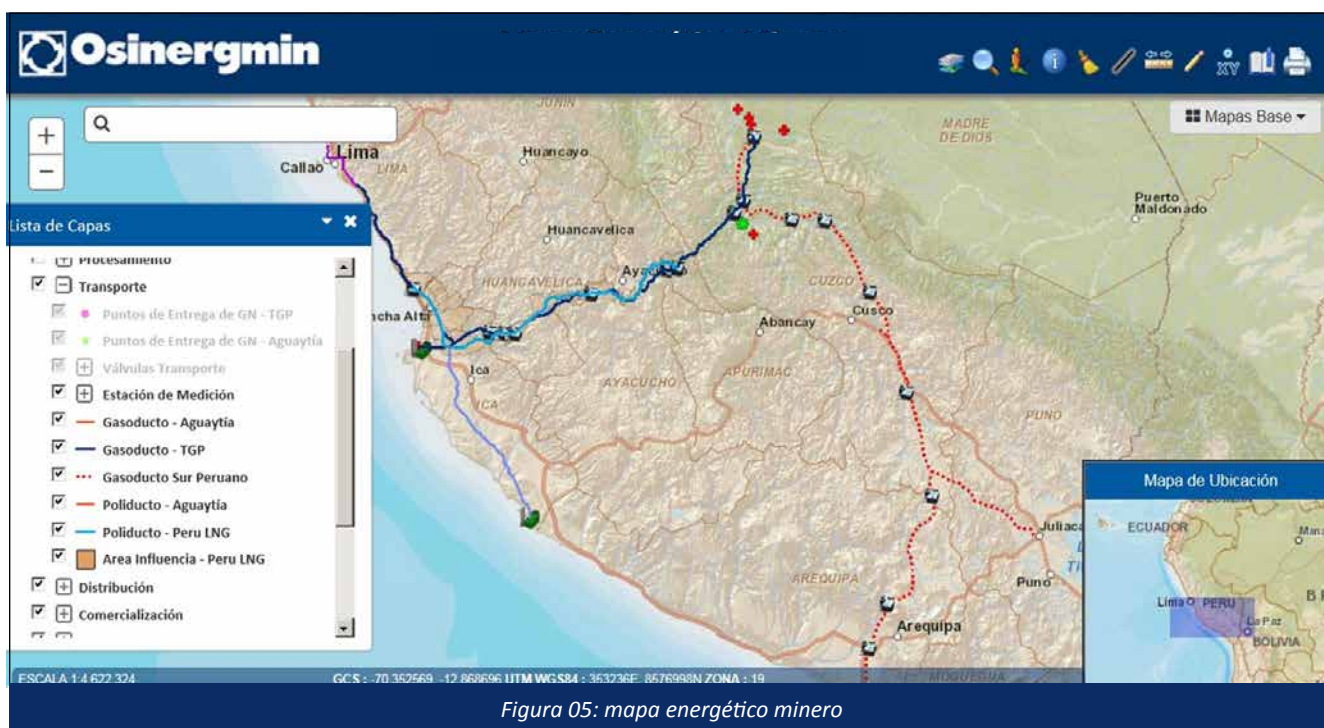 Osinergmin
XY
Mapas Base
+
−
Lista de Capas
Procesamiento
Transporte
Puntos de Entrega de GN - TGP
Puntos de Entrega de GN - Aguaytía
Válvulas Transporte
Estación de Medición
Gasoducto - Aguaytía
Gasoducto - TGP
Gasoducto Sur Peruano
Poliducto - Aguaytía
Poliducto - Peru LNG
Area Influencia - Peru LNG
Distribución
Comercialización
JUNIN
MADRE
DE DIOS
Lima
Callao
LIMA
Huancayo
Puerto
Maldonado
Huancavelica
HUANCAVELICA
CUZCO
ncha Alta
Cusco
Abancay
Ica
ICA
AYACUCHO
APURIMAC
PUNO
Juliaca
Puno
AREQUIPA
Arequipa
MOQUEGUA
Mapa de Ubicación
ECUADOR
Lima
PERU
La Paz
BOLIVIA
ESCALA 1:4 622 324
GCS : -70.352569, -12.868696 UTM WGS84 : 353236E, 8576998N ZONA : 19
Figura 05: mapa energético minero